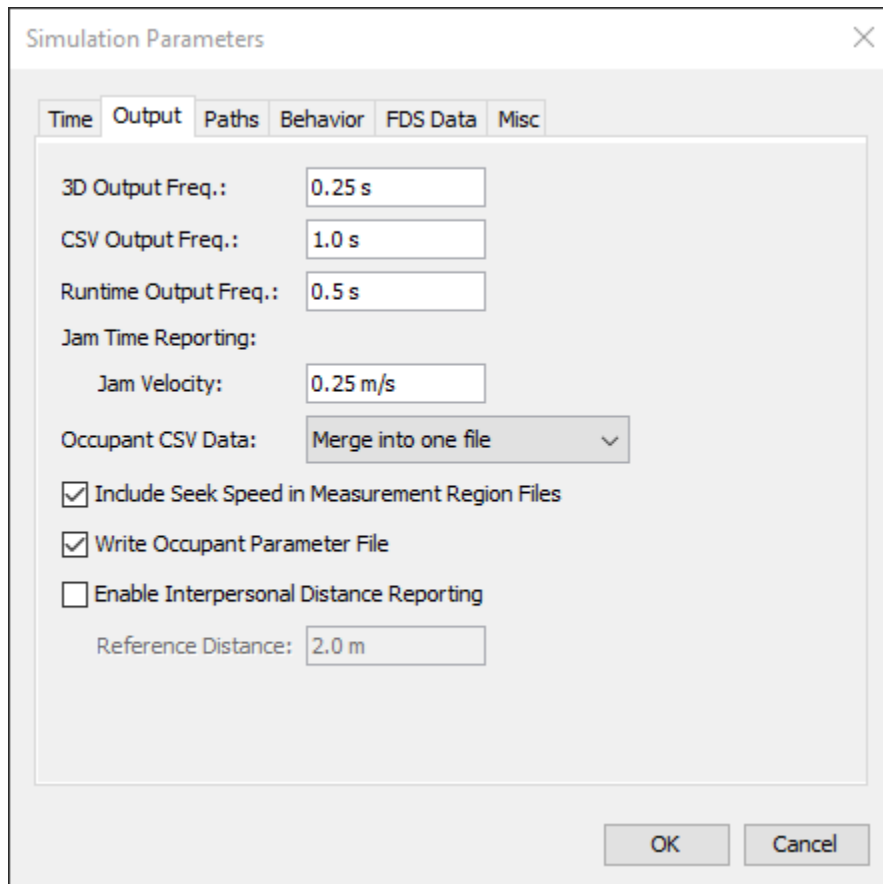 Simulation Parameters
Time Output Paths Behavior FDS Data Misc
3D Output Freq.: 0.25 s
CSV Output Freq.: 1.0 s
Runtime Output Freq.: 0.5 s
Jam Time Reporting:
Jam Velocity: 0.25 m/s
Occupant CSV Data: Merge into one file
Include Seek Speed in Measurement Region Files
Write Occupant Parameter File
Enable Interpersonal Distance Reporting
Reference Distance: 2.0 m
OK Cancel